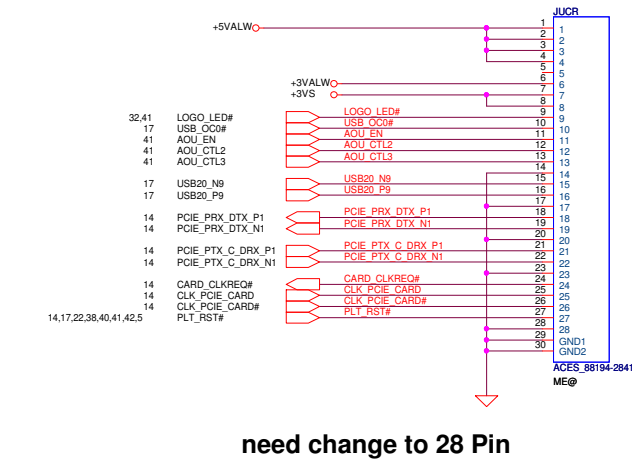 JUCR
+5VALW 1 1
2 2
3 3
4 4
5 5
+3VALW 6 6
+3VS 7 7
8 8
32,41 LOGO_LED# LOGO_LED# 9 9
17 USB_OC0# USB_OC0# 10 10
41 AOU_EN AOU_EN 11 11
41 AOU_CTL2 AOU_CTL2 12 12
41 AOU_CTL3 AOU_CTL3 13 13
14 14
17 USB20_N9 USB20_N9 15 15
17 USB20_P9 USB20_P9 16 16
17 17
14 PCIE_PRX_DTX_P1 PCIE_PRX_DTX_P1 18 18
14 PCIE_PRX_DTX_N1 PCIE_PRX_DTX_N1 19 19
20 20
14 PCIE_PTX_C_DRX_P1 PCIE_PTX_C_DRX_P1 21 21
14 PCIE_PTX_C_DRX_N1 PCIE_PTX_C_DRX_N1 22 22
23 23
14 CARD_CLKREQ# CARD_CLKREQ# 24 24
14 CLK_PCIE_CARD CLK_PCIE_CARD 25 25
14 CLK_PCIE_CARD# CLK_PCIE_CARD# 26 26
14,17,22,38,40,41,42,5 PLT_RST# PLT_RST# 27 27
28 28
29 GND1
30 GND2
ACES_88194-2841
ME@
need change to 28 Pin